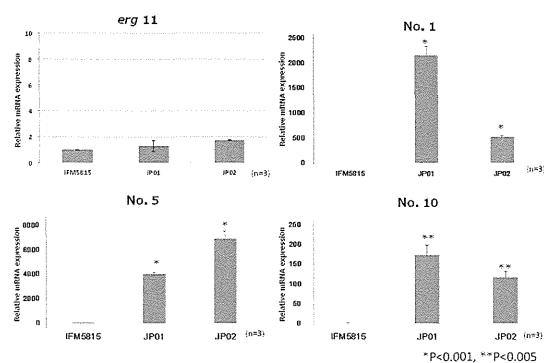 erg 11
No. 1
Relative mRNA expression
10
8
6
4
2
0
IFM5815 JP01 JP02 (n=3)
Relative mRNA expression
2500
2000
1500
1000
500
0
*
*
IFM5815 JP01 JP02 (n=3)
No. 5
No. 10
Relative mRNA expression
8000
6000
4000
2000
0
*
*
IFM5815 JP01 JP02 (n=3)
Relative mRNA expression
250
200
150
100
50
0
**
**
IFM5815 JP01 JP02 (n=3)
*P<0.001, **P<0.005